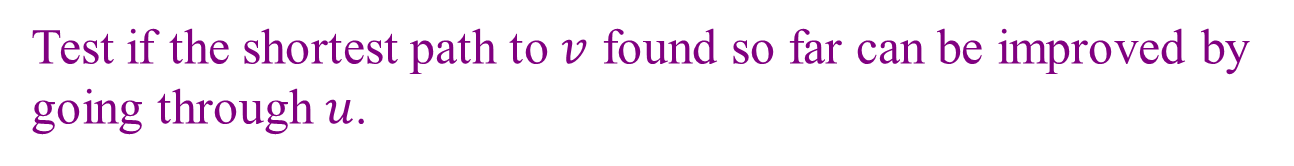 Test if the shortest path to v found so far can be improved by
going through u.